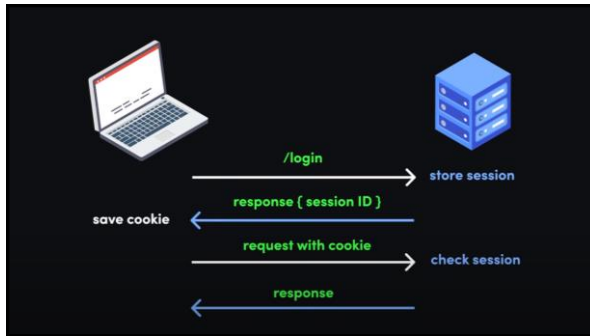 /login
store session
response { session ID }
save cookie
request with cookie
check session
response